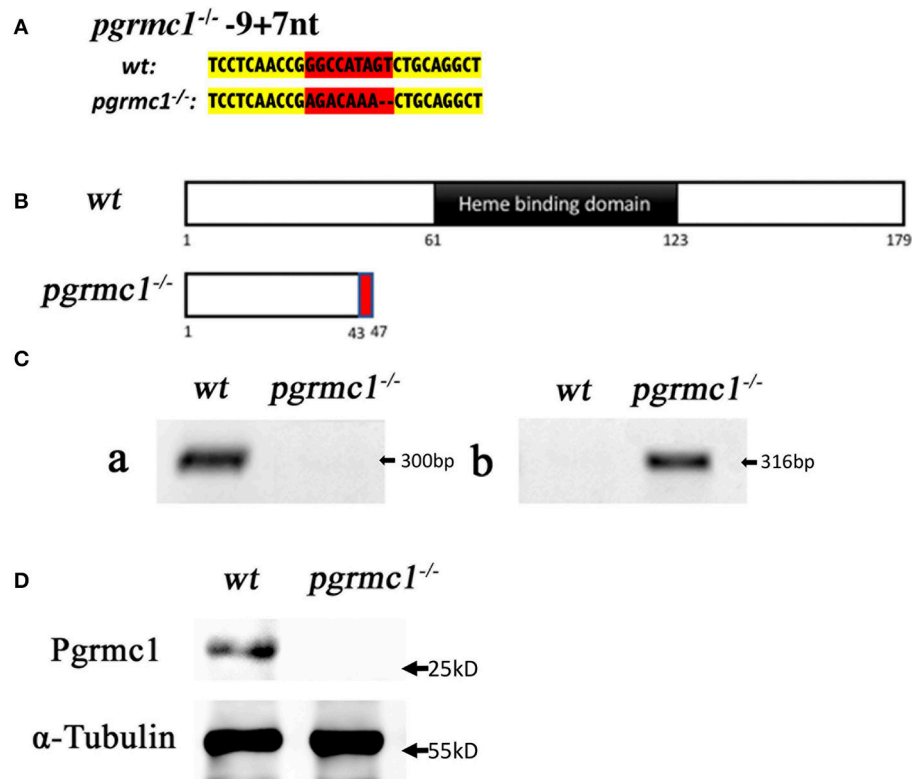 A
pgrmc1-/- -9+7nt
wt: TCCTCAACCGGGCCATAGTCTGCAGGCT
pgrmc1-/-: TCCTCAACCGAGACAAA--CTGCAGGCT
B
wt
Heme binding domain
1 61 123 179
pgrmc1-/-
1 43 47
C
wt pgrmc1-/-
a
300bp
wt pgrmc1-/-
b
316bp
D
wt pgrmc1-/-
Pgrmc1
25kD
α-Tubulin
55kD